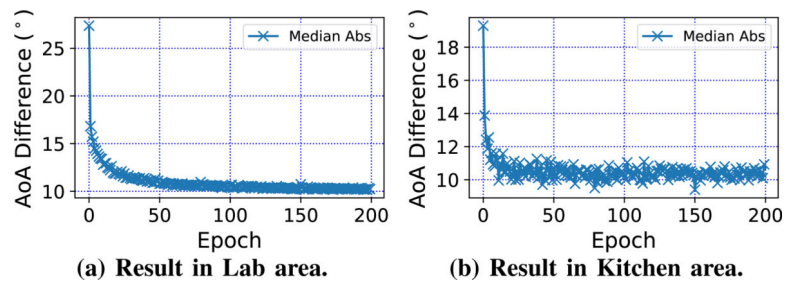 AoA Difference (°)
25
20
15
10
Median Abs
0 50 100 150 200
Epoch
(a) Result in Lab area.
AoA Difference (°)
18
16
14
12
10
Median Abs
0 50 100 150 200
Epoch
(b) Result in Kitchen area.